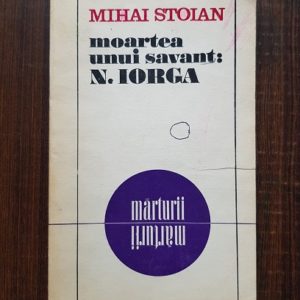 MIHAI STOIAN
moartea
unui savant:
N. IORGA
mărturii
mărturii